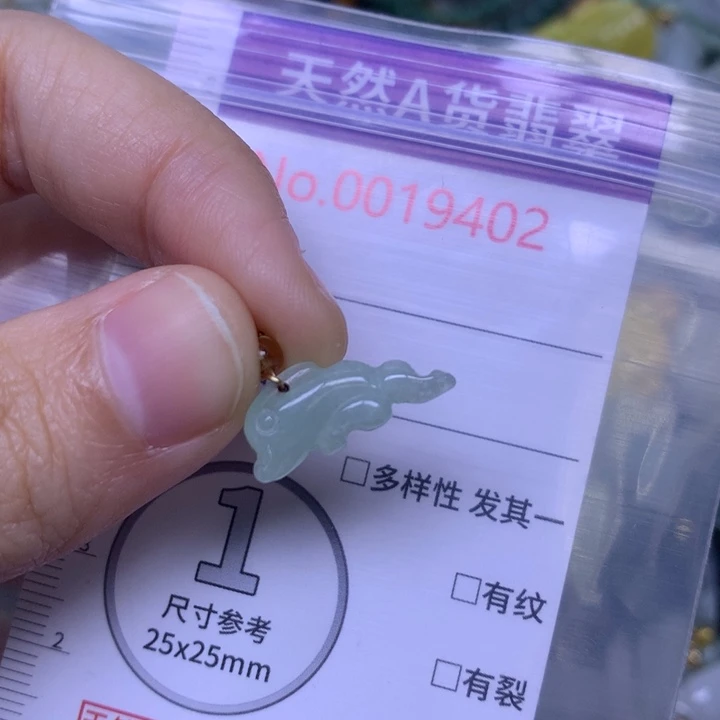 天然A货翡翠
No.0019402
□多样性 发其一
1
尺寸参考
25x25mm
□有纹
□有裂
2